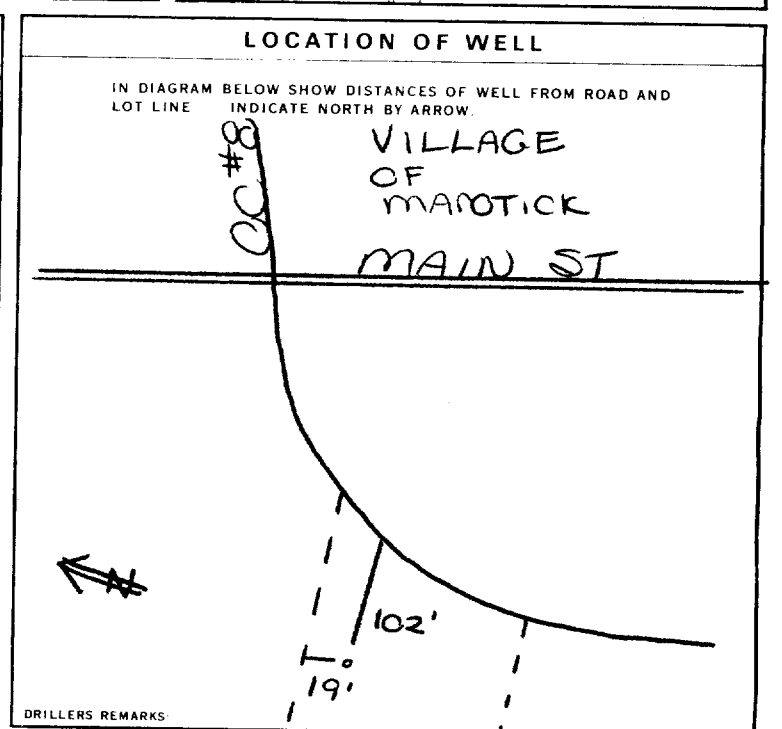 LOCATION OF WELL
IN DIAGRAM BELOW SHOW DISTANCES OF WELL FROM ROAD AND
LOT LINE INDICATE NORTH BY ARROW.
#8
VILLAGE
OF
MANOTICK
MAIN ST
N
102'
19'
DRILLERS REMARKS